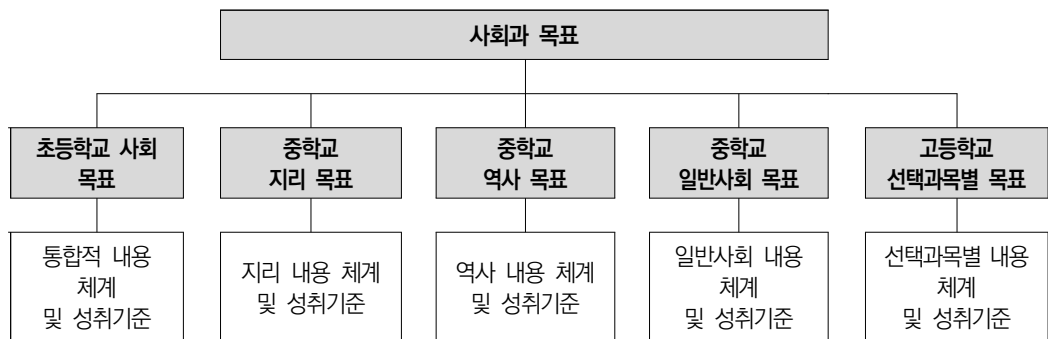 사회과 목표
초등학교 사회
목표
중학교
지리 목표
중학교
역사 목표
중학교
일반사회 목표
고등학교
선택과목별 목표
통합적 내용
체계
및 성취기준
지리 내용 체계
및 성취기준
역사 내용 체계
및 성취기준
일반사회 내용
체계
및 성취기준
선택과목별 내용
체계
및 성취기준